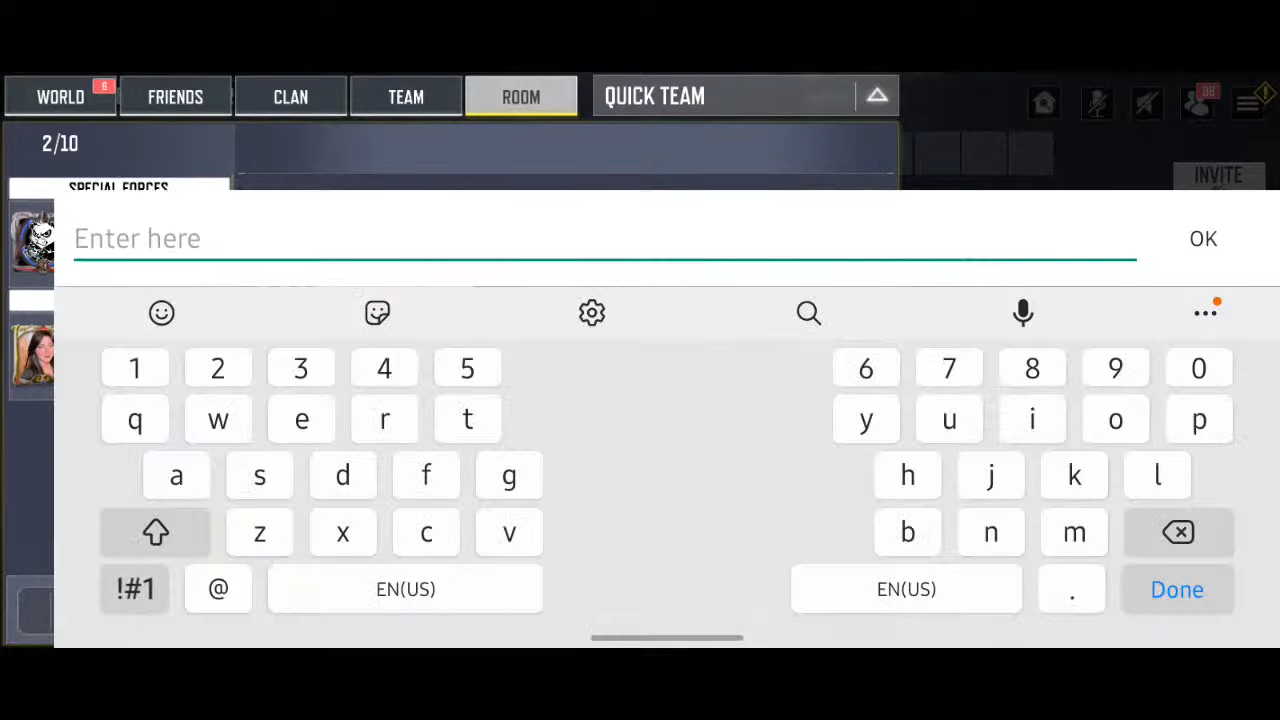 WORLD 6 FRIENDS CLAN TEAM ROOM QUICK TEAM 38
2/10
INVITE
SPECIAL FORCES
Enter here OK
1 2 3 4 5 6 7 8 9 0
q w e r t y u i o p
a s d f g h j k l
z x c v b n m
!#1 @ EN(US) EN(US) . Done